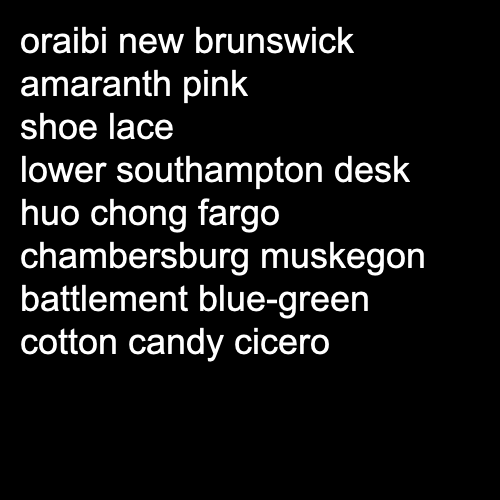 oraibi new brunswick
amaranth pink
shoe lace
lower southampton desk
huo chong fargo
chambersburg muskegon
battlement blue-green
cotton candy cicero